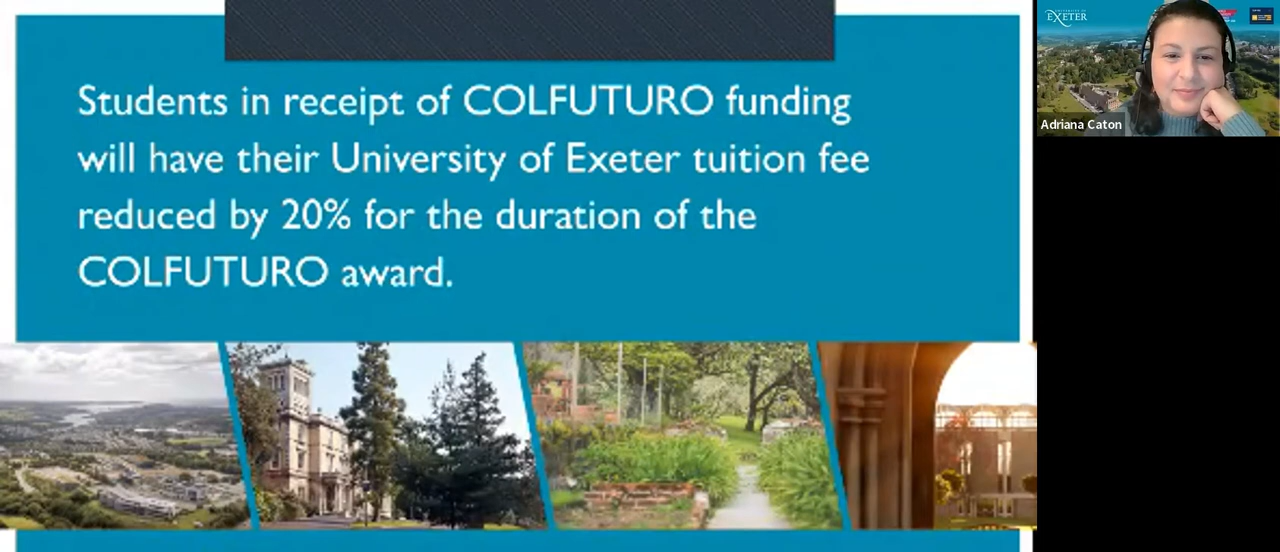 Students in receipt of COLFUTURO funding
will have their University of Exeter tuition fee
reduced by 20% for the duration of the
COLFUTURO award.
EXETER
Adriana Caton